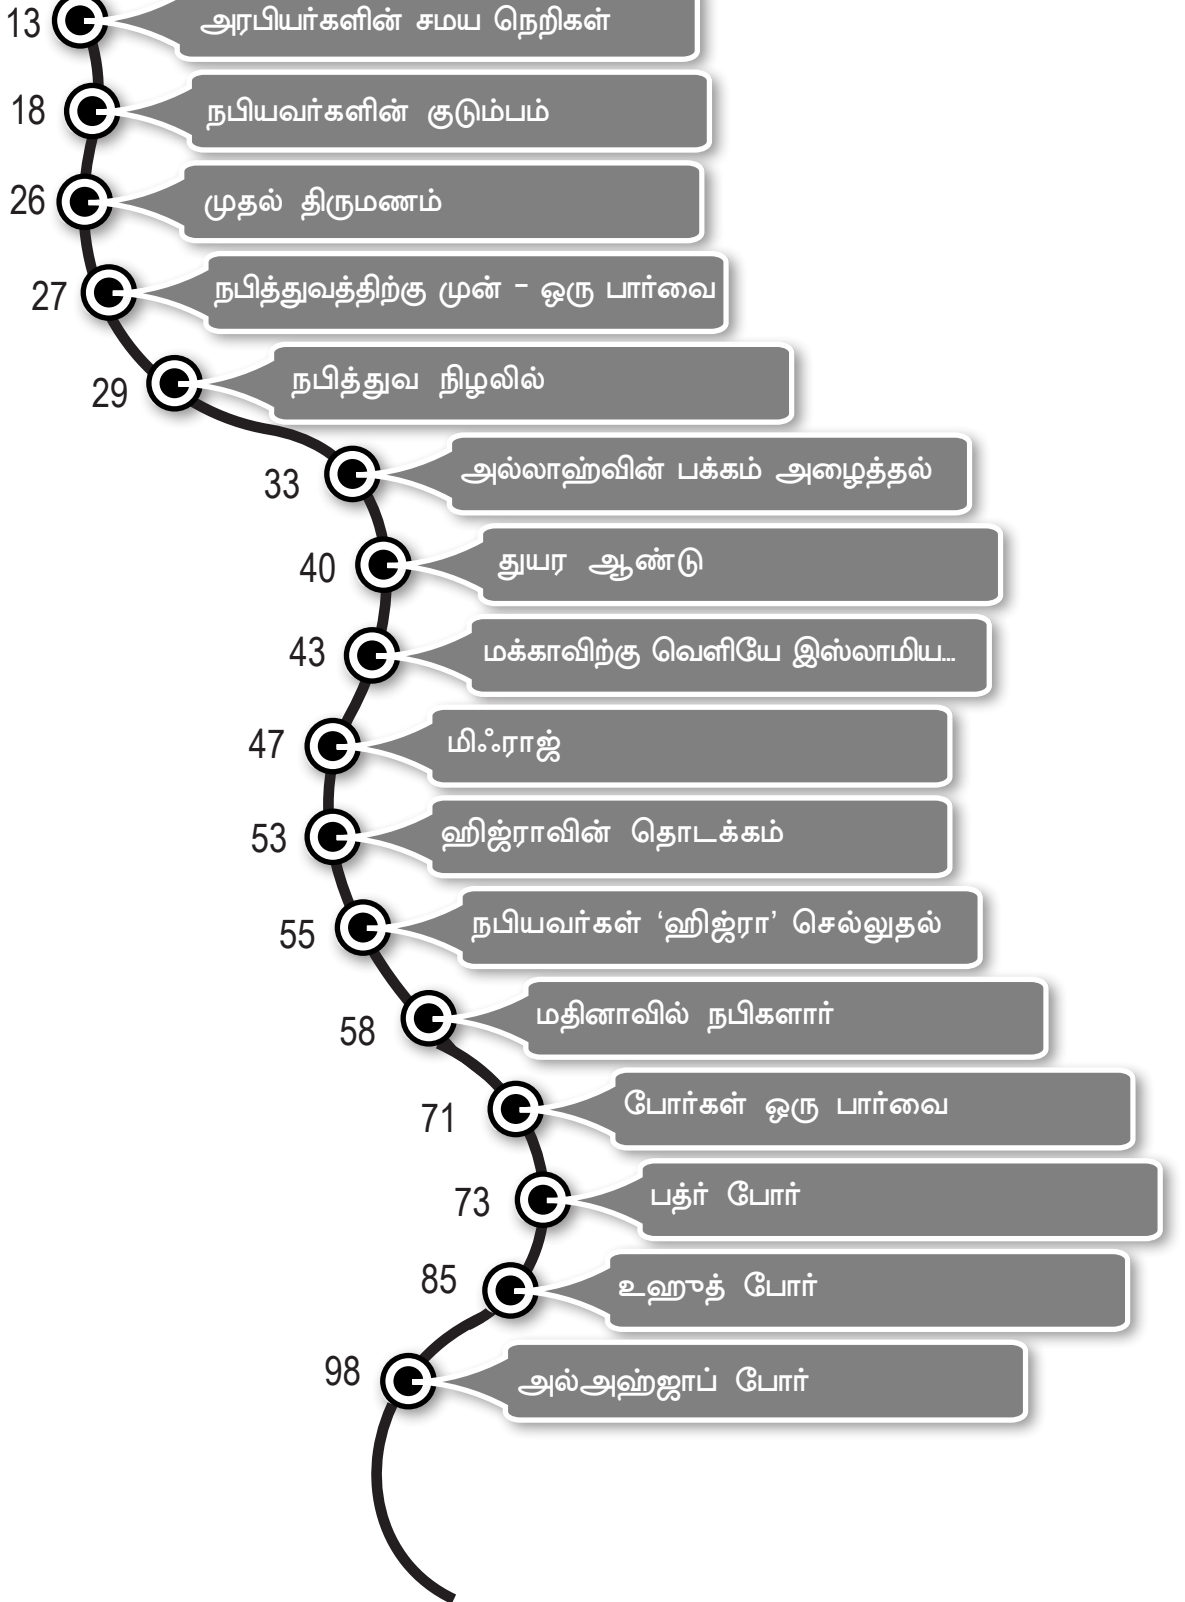 13 அரபியர்களின் சமய நெறிகள்
18 நபியவர்களின் குடும்பம்
26 முதல் திருமணம்
27 நபித்துவத்திற்கு முன் - ஒரு பார்வை
29 நபித்துவ நிழலில்
33 அல்லாஹ்வின் பக்கம் அழைத்தல்
40 துயர ஆண்டு
43 மக்காவிற்கு வெளியே இஸ்லாமிய...
47 மிஃராஜ்
53 ஹிஜ்ராவின் தொடக்கம்
55 நபியவர்கள் ‘ஹிஜ்ரா’ செல்லுதல்
58 மதினாவில் நபிகளார்
71 போர்கள் ஒரு பார்வை
73 பத்ர் போர்
85 உஹுத் போர்
98 அல்அஹ்ஜாப் போர்